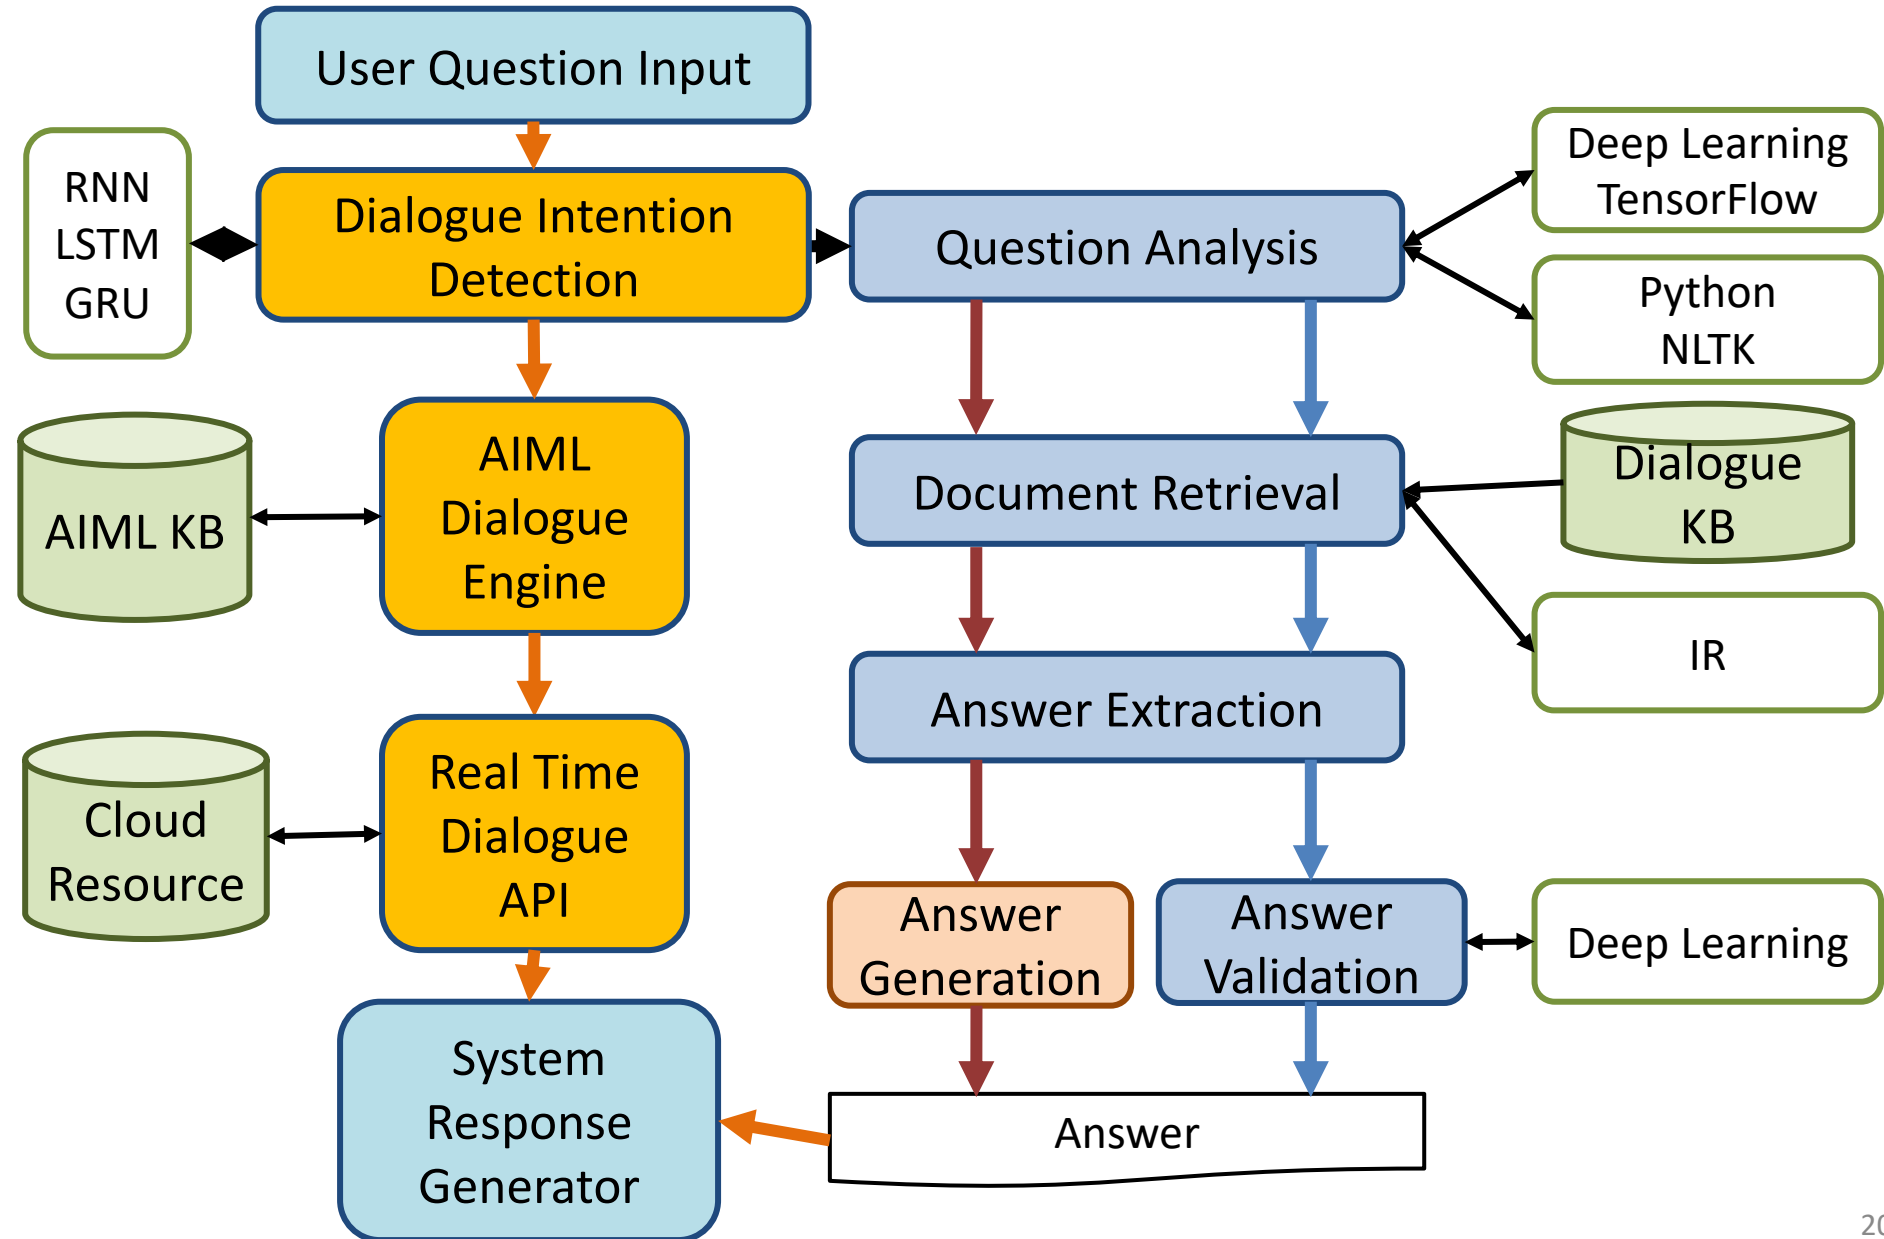 User Question Input
RNN
LSTM
GRU
Dialogue Intention
Detection
Question Analysis
Deep Learning
TensorFlow
Python
NLTK
AIML KB
AIML
Dialogue
Engine
Document Retrieval
Dialogue
KB
IR
Answer Extraction
Cloud
Resource
Real Time
Dialogue
API
Answer
Generation
Answer
Validation
Deep Learning
System
Response
Generator
Answer
20